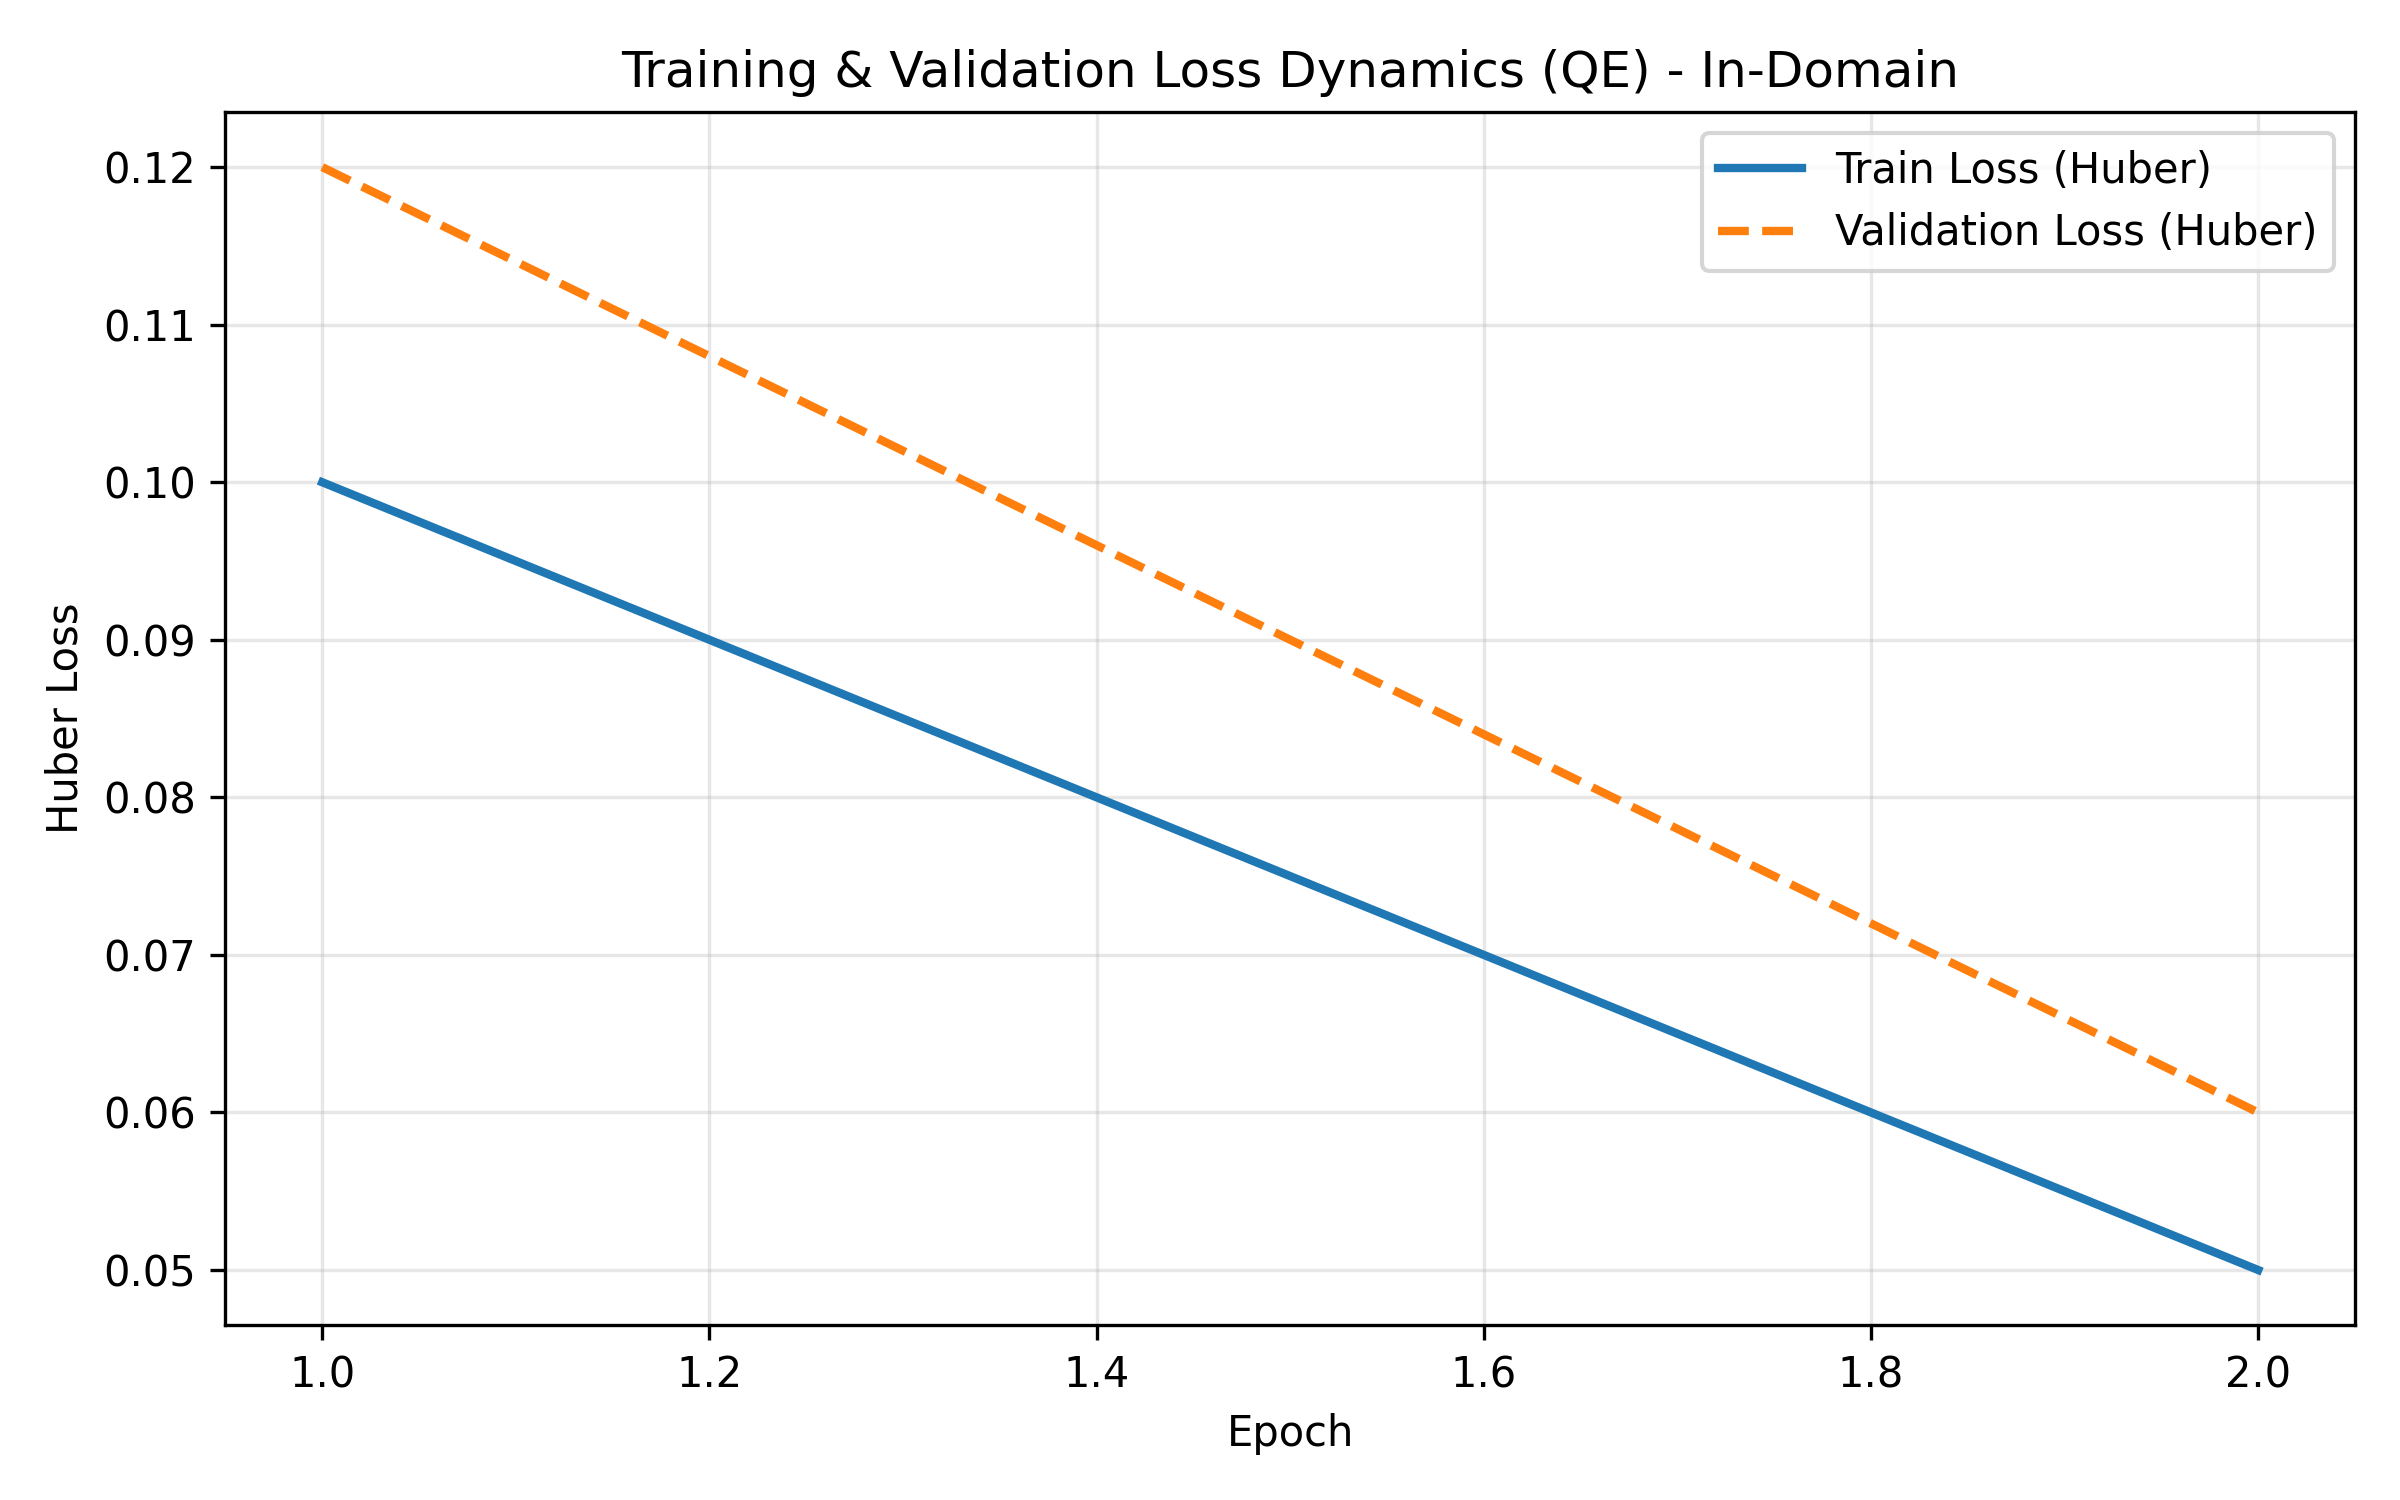 Training & Validation Loss Dynamics (QE) - In-Domain
Train Loss (Huber)
Validation Loss (Huber)
Huber Loss
0.12
0.11
0.10
0.09
0.08
0.07
0.06
0.05
1.0 1.2 1.4 1.6 1.8 2.0
Epoch